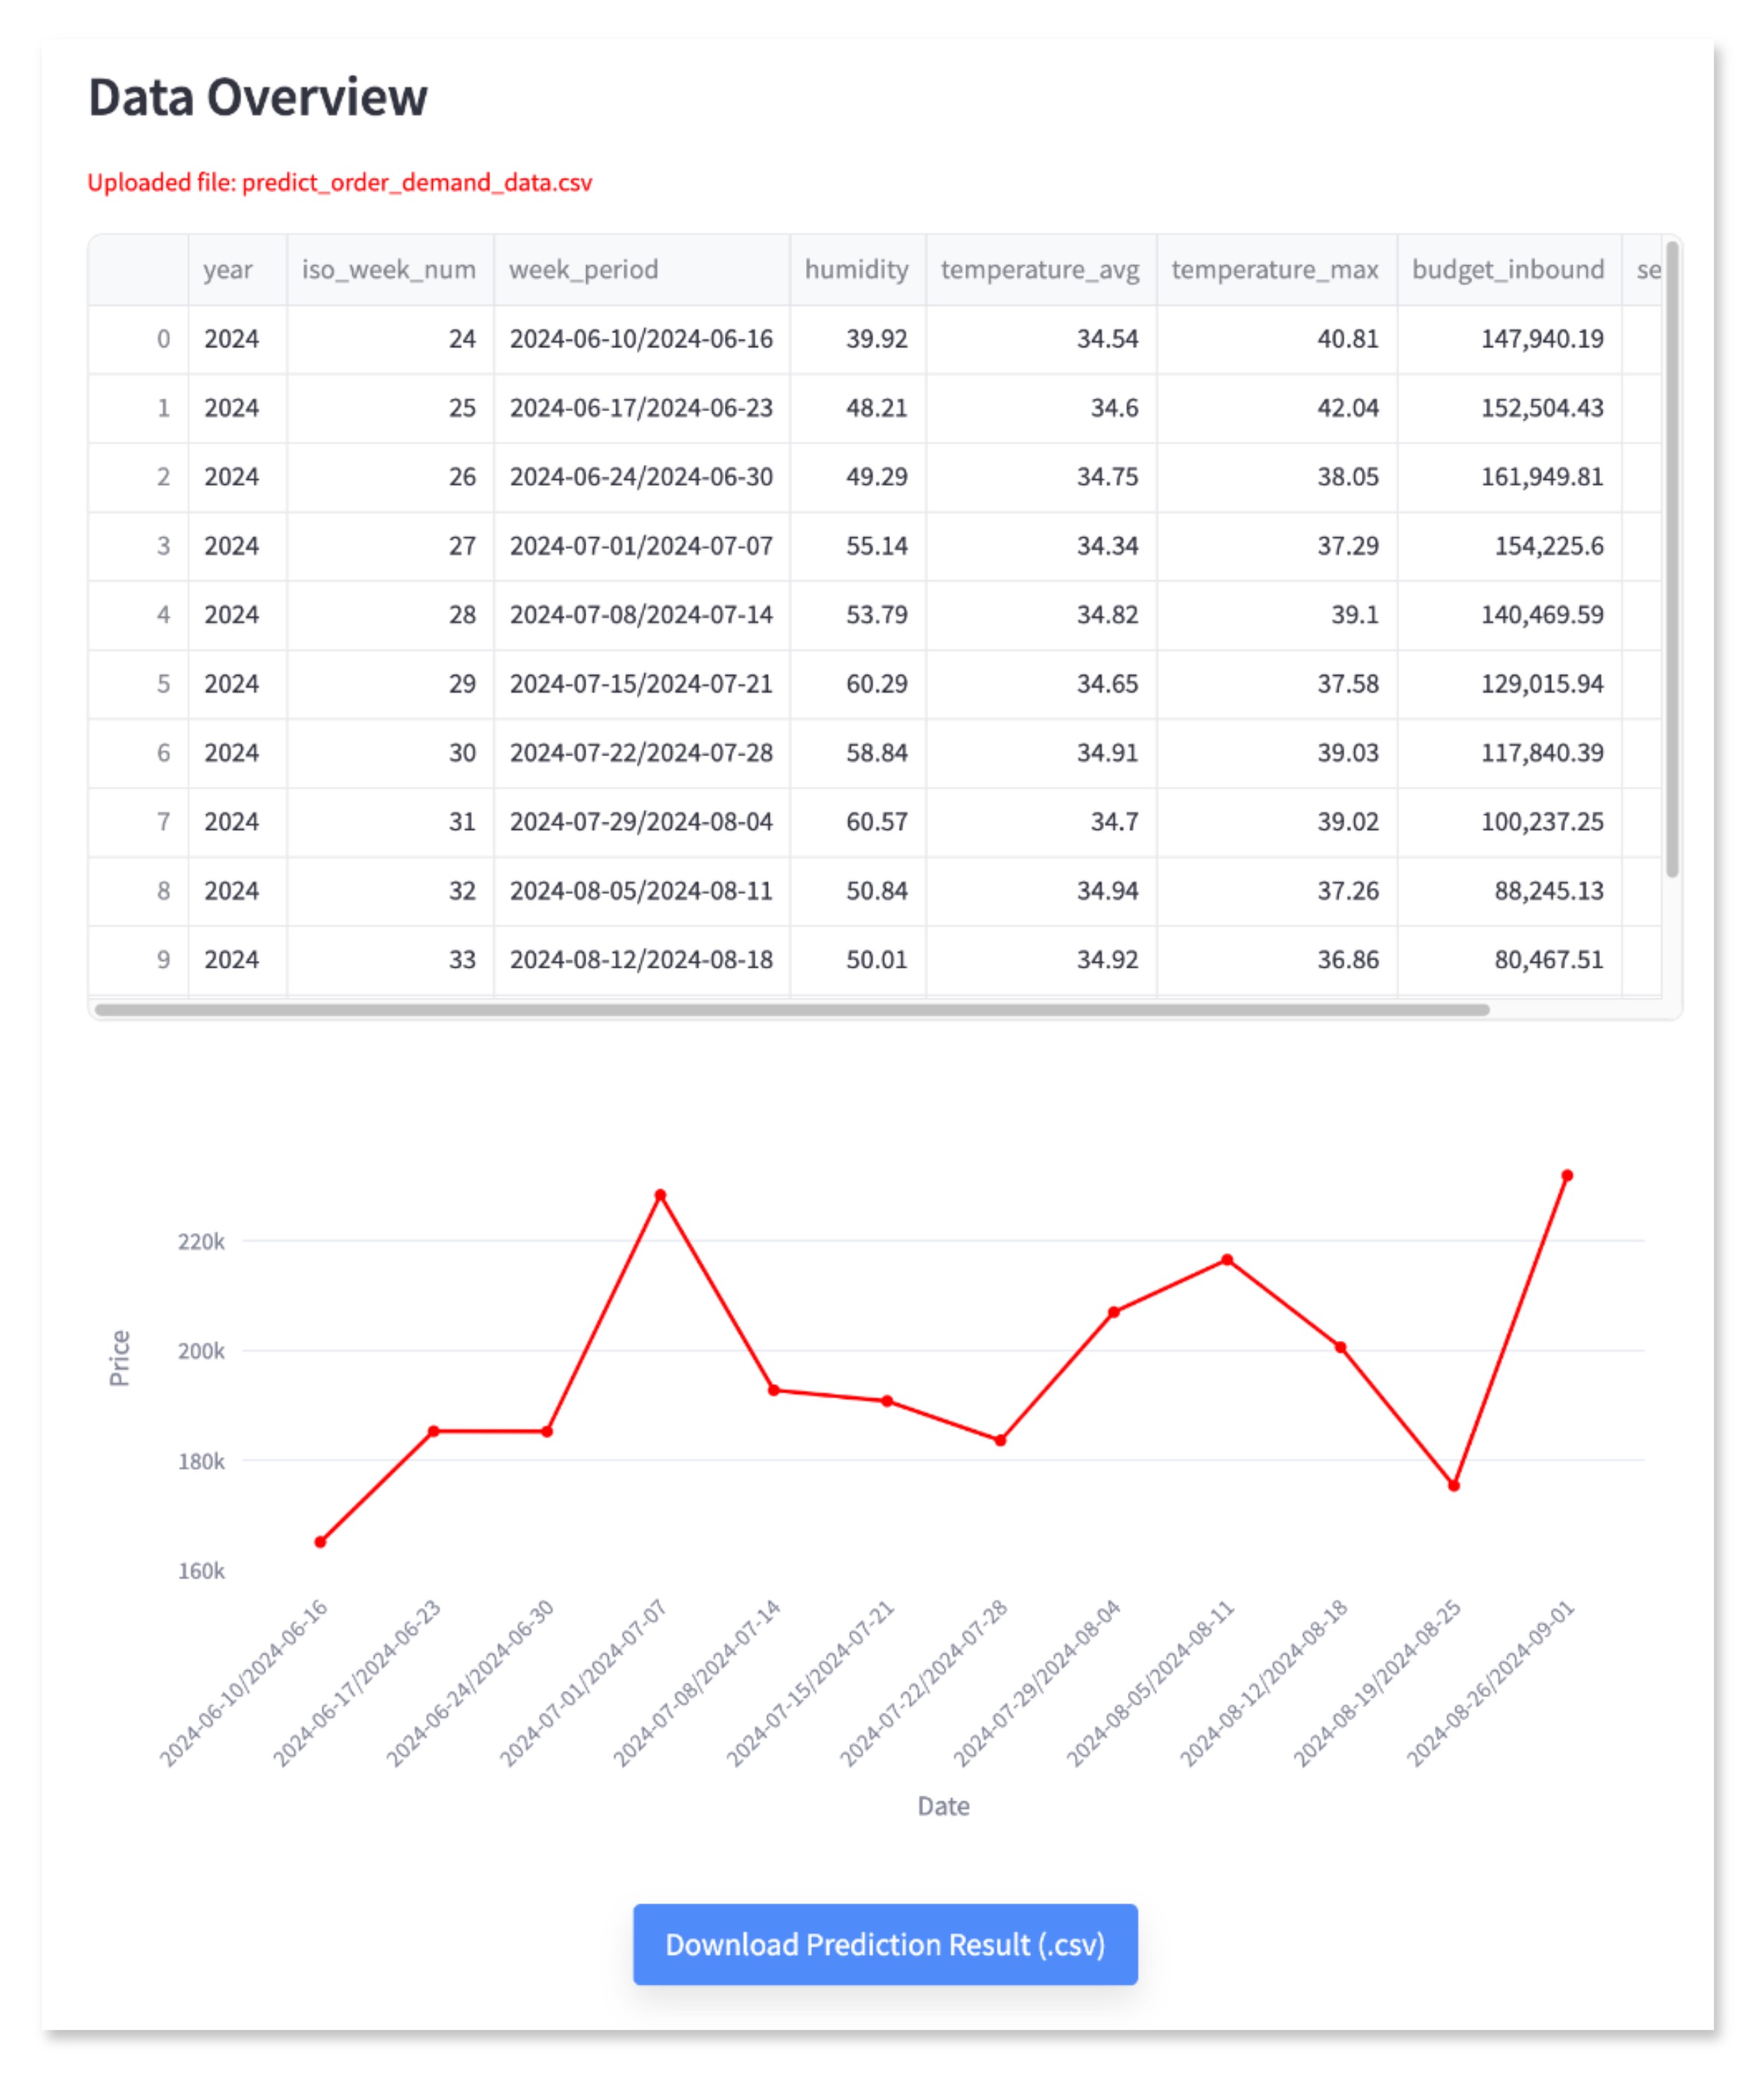 Data Overview
Uploaded file: predict_order_demand_data.csv
year iso_week_num week_period humidity temperature_avg temperature_max budget_inbound se
0 2024 24 2024-06-10/2024-06-16 39.92 34.54 40.81 147,940.19
1 2024 25 2024-06-17/2024-06-23 48.21 34.6 42.04 152,504.43
2 2024 26 2024-06-24/2024-06-30 49.29 34.75 38.05 161,949.81
3 2024 27 2024-07-01/2024-07-07 55.14 34.34 37.29 154,225.6
4 2024 28 2024-07-08/2024-07-14 53.79 34.82 39.1 140,469.59
5 2024 29 2024-07-15/2024-07-21 60.29 34.65 37.58 129,015.94
6 2024 30 2024-07-22/2024-07-28 58.84 34.91 39.03 117,840.39
7 2024 31 2024-07-29/2024-08-04 60.57 34.7 39.02 100,237.25
8 2024 32 2024-08-05/2024-08-11 50.84 34.94 37.26 88,245.13
9 2024 33 2024-08-12/2024-08-18 50.01 34.92 36.86 80,467.51
220k
200k
180k
160k
Price
2024-06-10/2024-06-16
2024-06-17/2024-06-23
2024-06-24/2024-06-30
2024-07-01/2024-07-07
2024-07-08/2024-07-14
2024-07-15/2024-07-21
2024-07-22/2024-07-28
2024-07-29/2024-08-04
2024-08-05/2024-08-11
2024-08-12/2024-08-18
2024-08-19/2024-08-25
2024-08-26/2024-09-01
Date
Download Prediction Result (.csv)